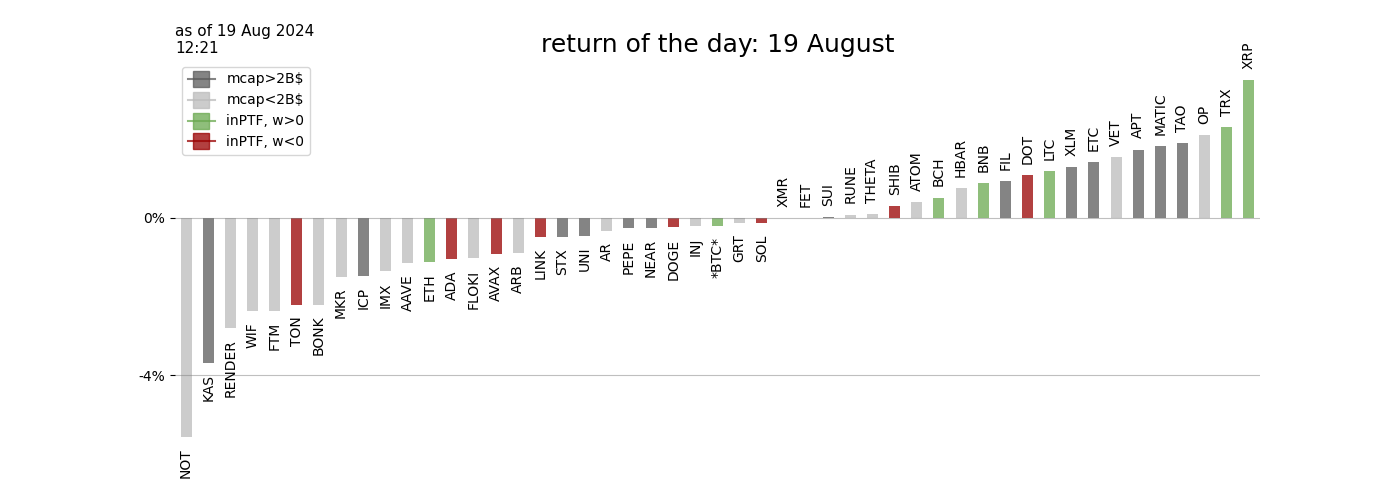 as of 19 Aug 2024
12:21
return of the day: 19 August
mcap>2B$
mcap<2B$
inPTF, w>0
inPTF, w<0
0%
-4%
NOT
KAS
RENDER
WIF
FTM
TON
BONK
MKR
ICP
IMX
AAVE
ETH
ADA
FLOKI
AVAX
ARB
LINK
STX
UNI
AR
PEPE
NEAR
DOGE
INJ
*BTC*
GRT
SOL
XMR
FET
SUI
RUNE
THETA
SHIB
ATOM
BCH
HBAR
BNB
FIL
DOT
LTC
XLM
ETC
VET
APT
MATIC
TAO
OP
TRX
XRP